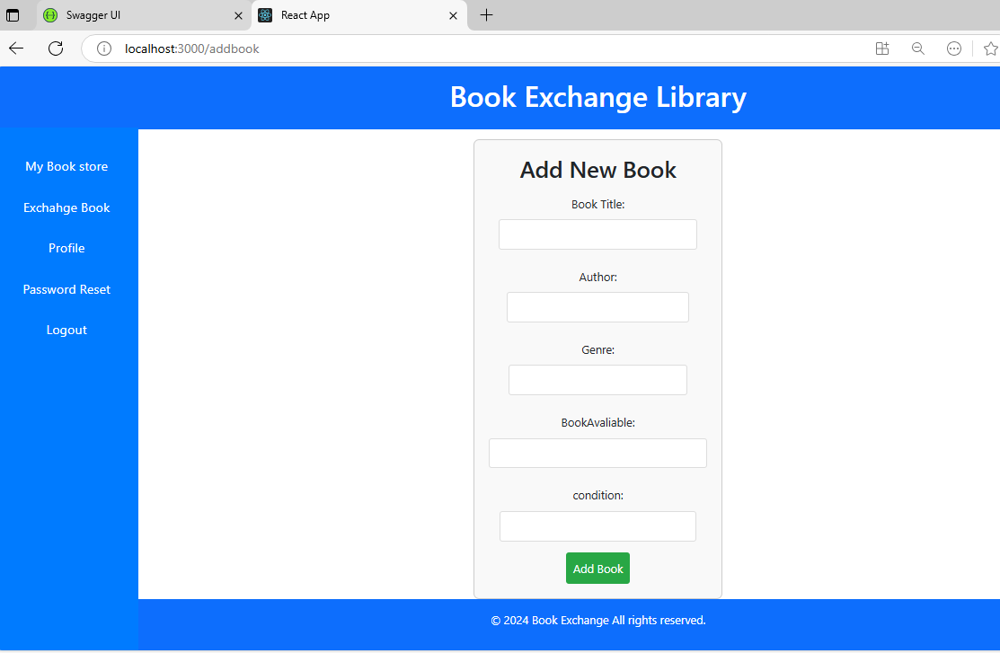 Swagger UI
React App
localhost:3000/addbook
Book Exchange Library
My Book store
Exchahge Book
Profile
Password Reset
Logout
Add New Book
Book Title:
Author:
Genre:
BookAvaliable:
condition:
Add Book
© 2024 Book Exchange All rights reserved.